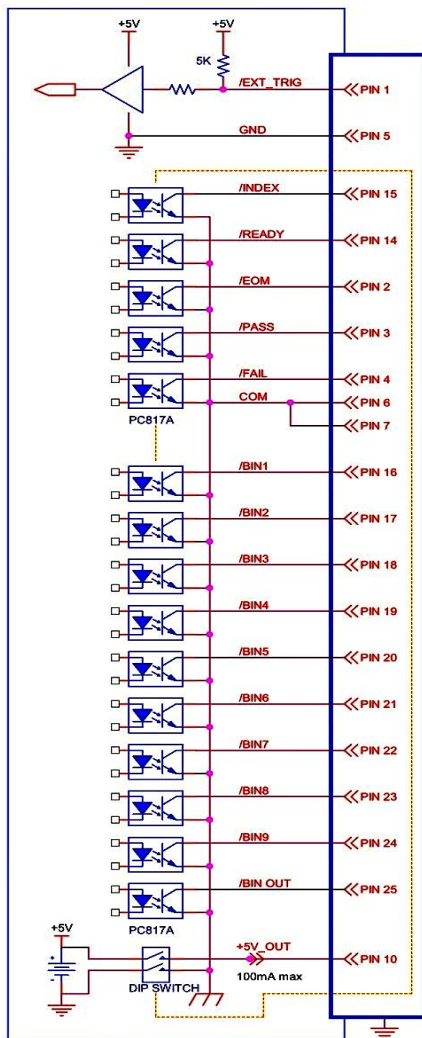 +5V +5V
5K
/EXT_TRIG PIN 1
GND PIN 5
/INDEX PIN 15
/READY PIN 14
/EOM PIN 2
/PASS PIN 3
/FAIL PIN 4
COM PIN 6
PC817A PIN 7
/BIN1 PIN 16
/BIN2 PIN 17
/BIN3 PIN 18
/BIN4 PIN 19
/BIN5 PIN 20
/BIN6 PIN 21
/BIN7 PIN 22
/BIN8 PIN 23
/BIN9 PIN 24
/BIN OUT PIN 25
PC817A
+5V +5V_OUT PIN 10
+
-
100mA max
DIP SWITCH